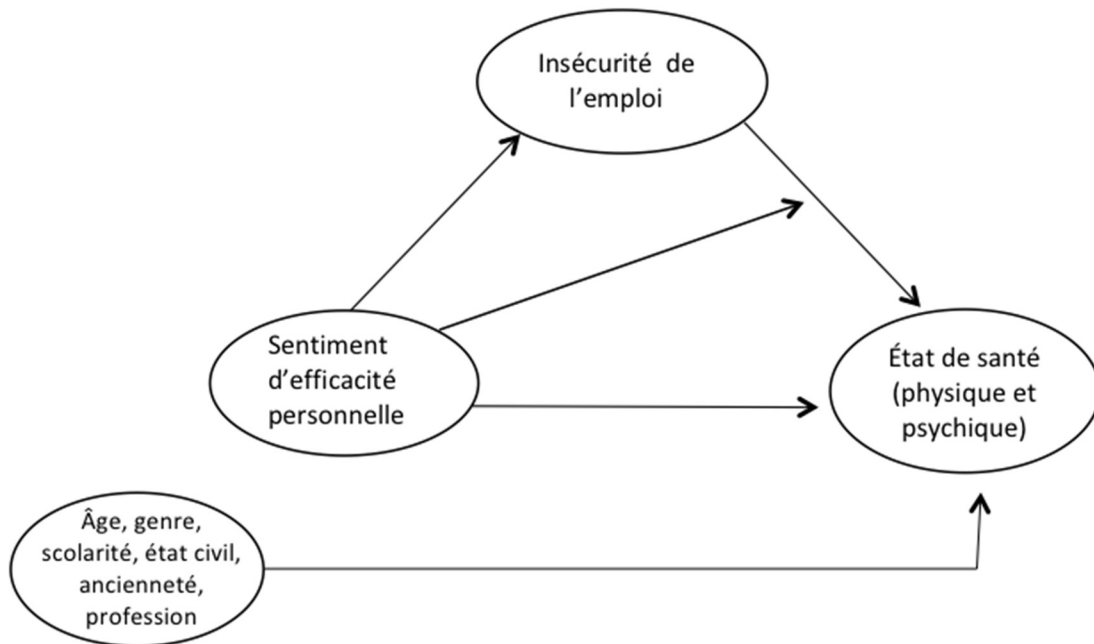 Insécurité de
l'emploi
Sentiment
d'efficacité
personnelle
État de santé
(physique et
psychique)
Âge, genre,
scolarité, état civil,
ancienneté,
profession